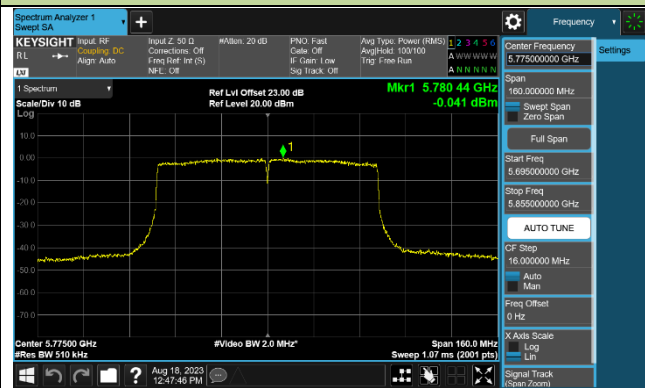 Spectrum Analyzer 1
Swept SA
Frequency
KEYSIGHT
RL
LXI
Input: RF
Coupling: DC
Align: Auto
Input Z: 50 Ω
Corrections: Off
Freq Ref: Int (S)
NFE: Off
#Atten: 20 dB
PNO: Fast
Gate: Off
IF Gain: Low
Sig Track: Off
Avg Type: Power (RMS)
Avg|Hold: 100/100
Trig: Free Run
1 2 3 4 5 6
A W W W W W
A N N N N N
1 Spectrum
Scale/Div 10 dB
Ref Lvl Offset 23.00 dB
Ref Level 20.00 dBm
Mkr1 5.780 44 GHz
-0.041 dBm
Log
10.0
0.00
-10.0
-20.0
-30.0
-40.0
-50.0
-60.0
-70.0
1
Center 5.77500 GHz
#Res BW 510 kHz
#Video BW 2.0 MHz*
Span 160.0 MHz
Sweep 1.07 ms (2001 pts)
Aug 18, 2023
12:47:46 PM
Center Frequency
5.775000000 GHz
Settings
Span
160.000000 MHz
Swept Span
Zero Span
Full Span
Start Freq
5.695000000 GHz
Stop Freq
5.855000000 GHz
AUTO TUNE
CF Step
16.000000 MHz
Auto
Man
Freq Offset
0 Hz
X Axis Scale
Log
Lin
Signal Track
(Span Zoom)